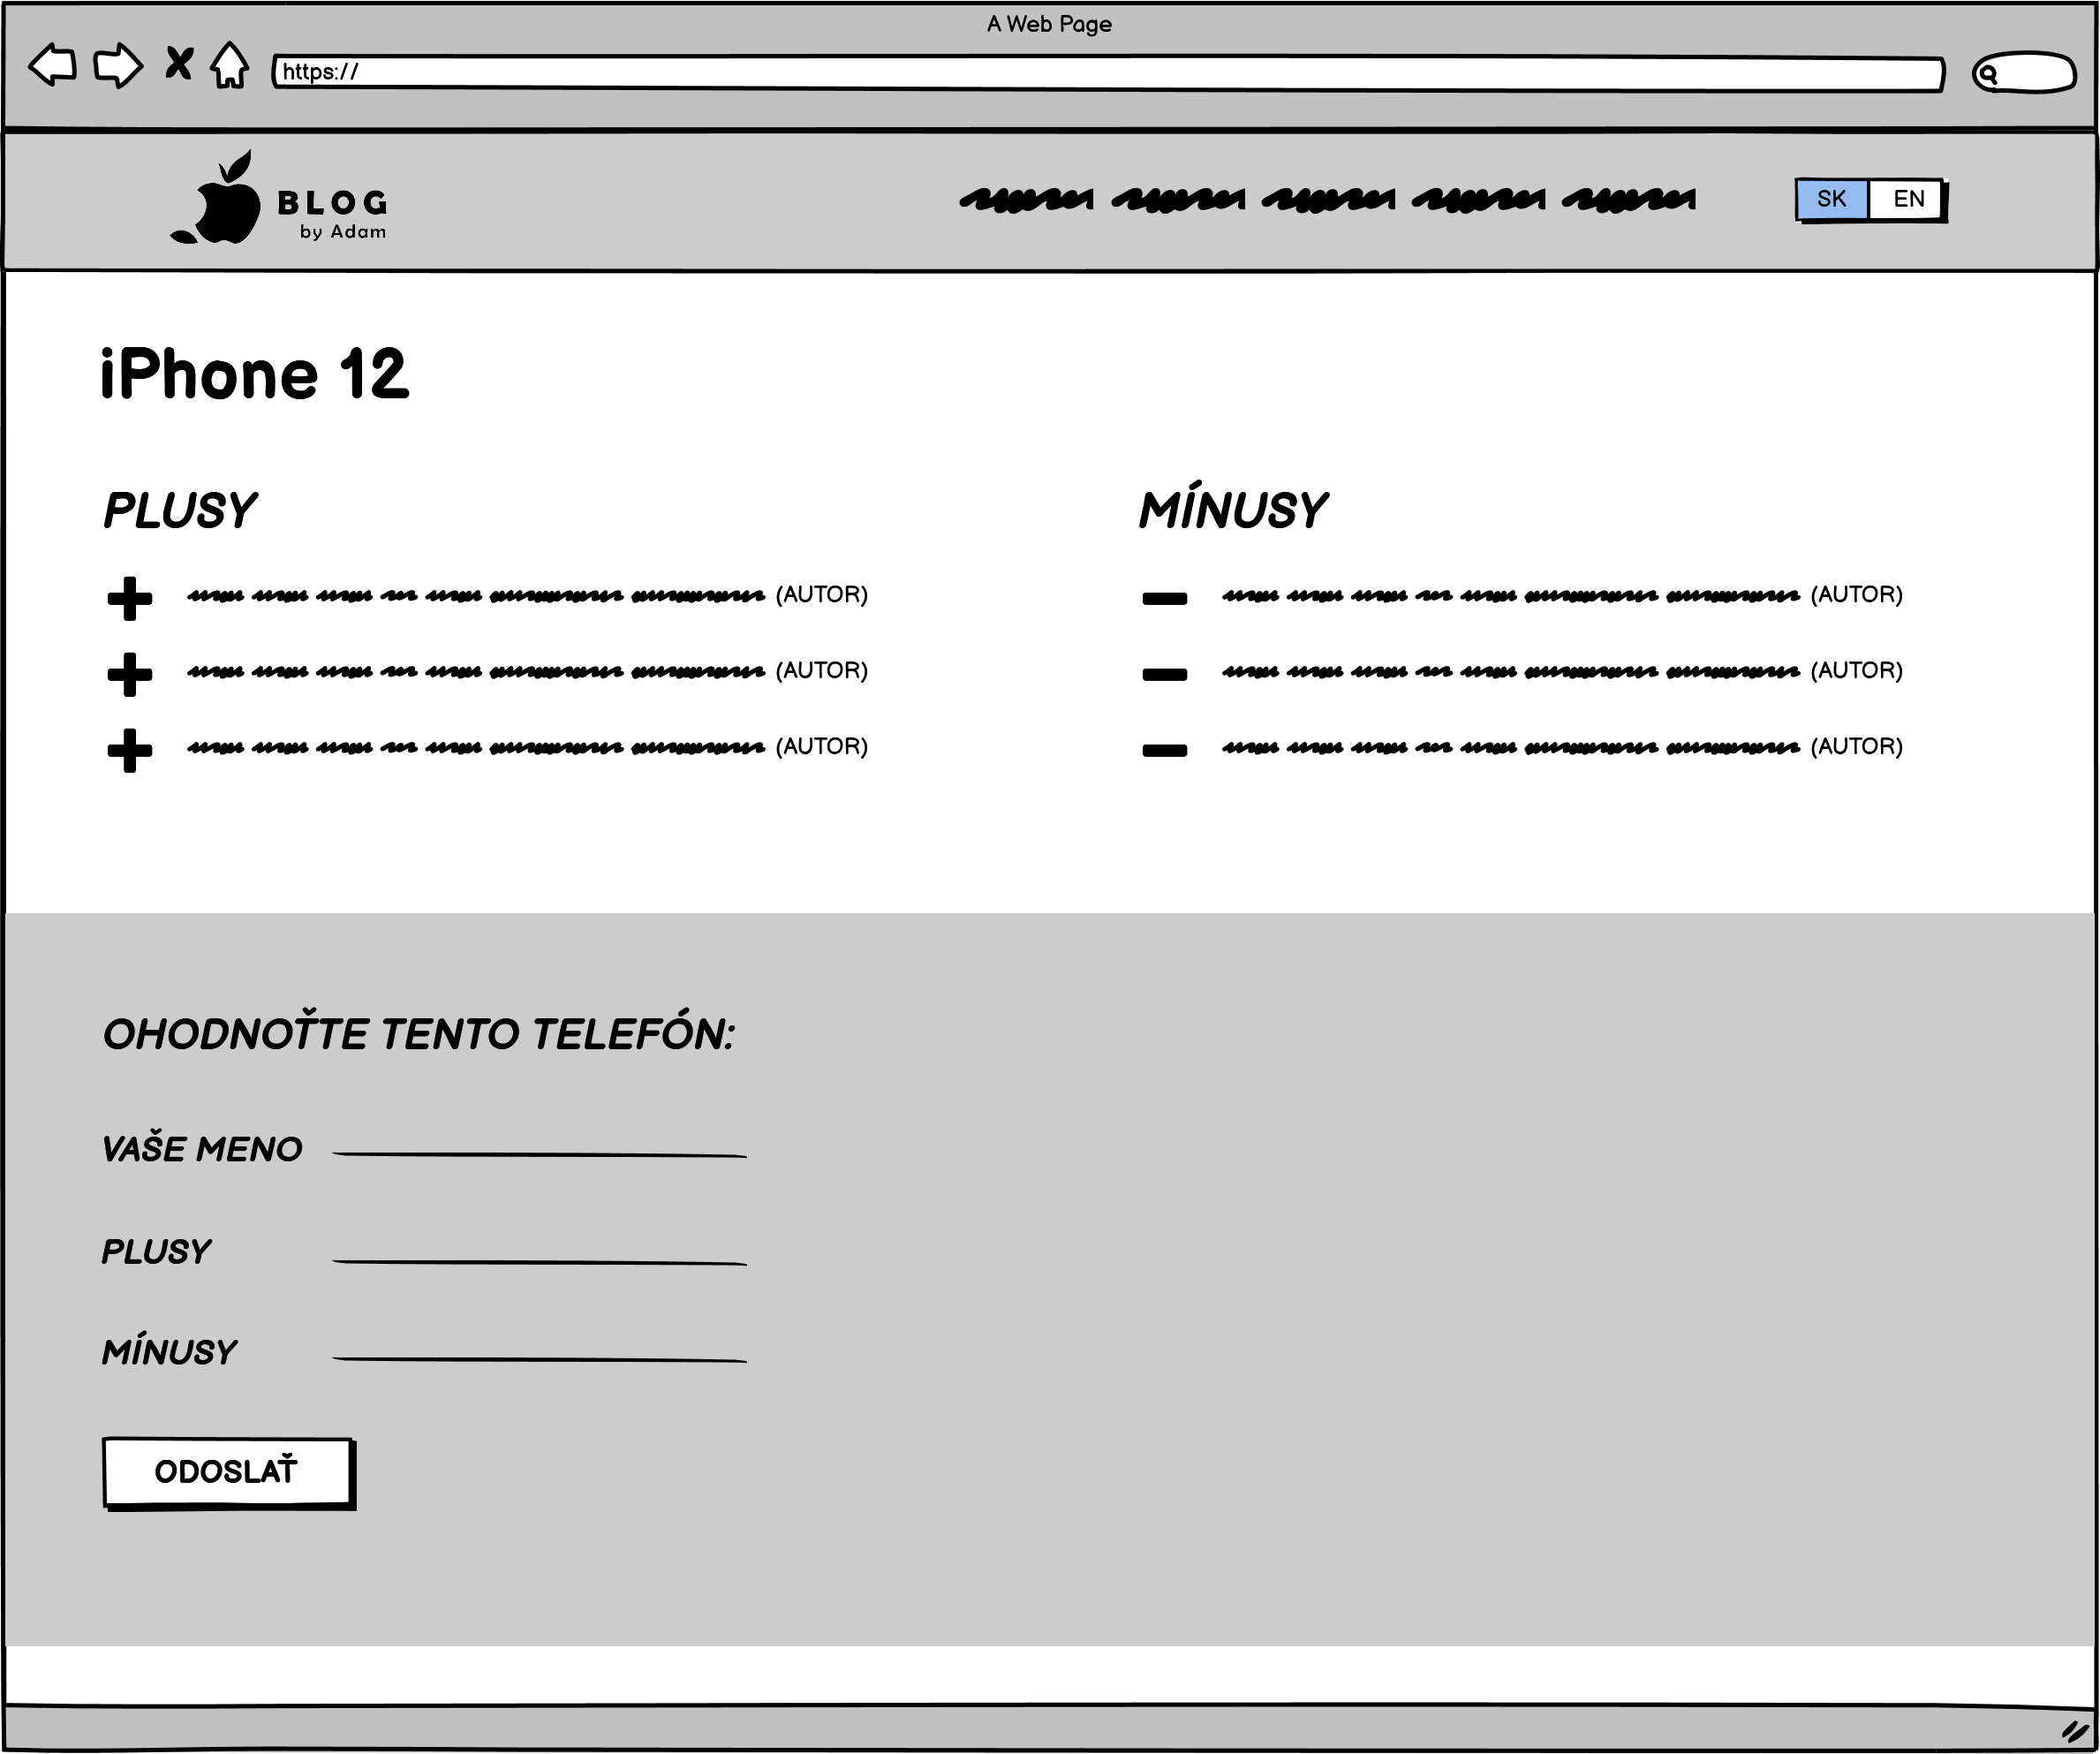 A Web Page
https://
BLOG
by Adam
SK EN
iPhone 12
PLUSY
(AUTOR)
(AUTOR)
(AUTOR)
MÍNUSY
(AUTOR)
(AUTOR)
(AUTOR)
OHODNOŤTE TENTO TELEFÓN:
VAŠE MENO
PLUSY
MÍNUSY
ODOSLAŤ